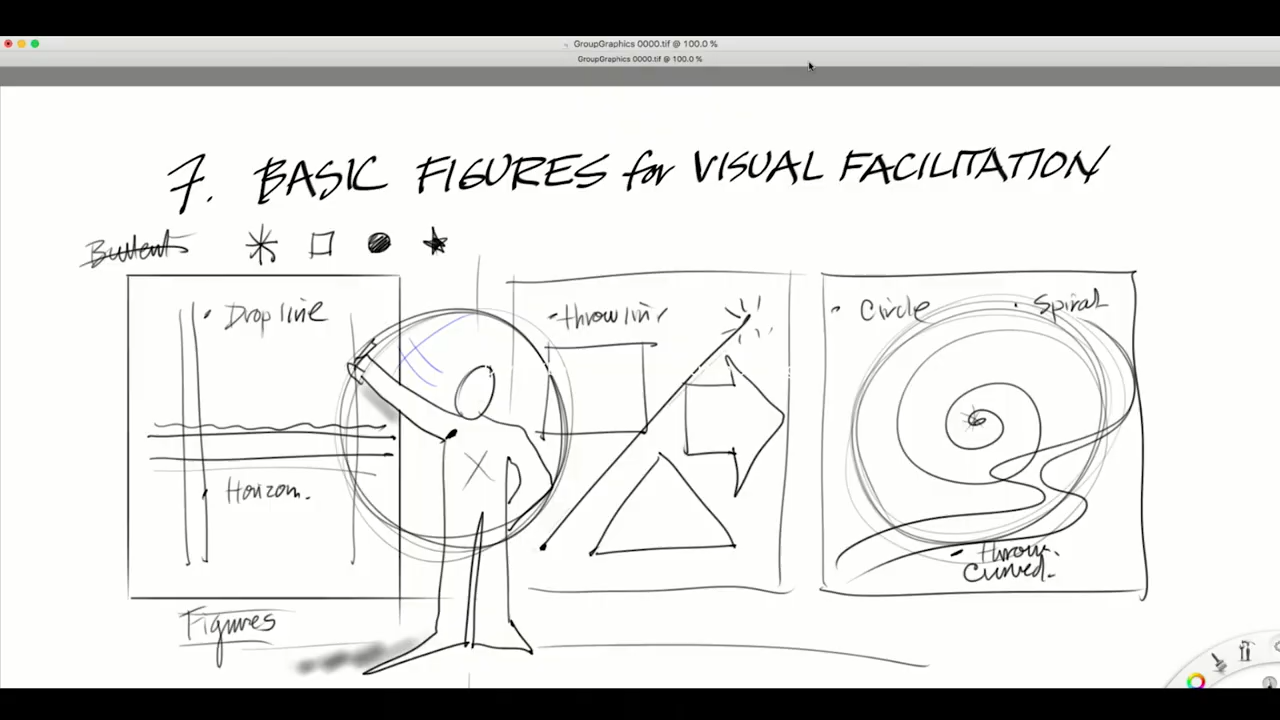 GroupGraphics 0000.tif @ 100.0 %
GroupGraphics 0000.tif @ 100.0 %
7. BASIC FIGURES for VISUAL FACILITATION
• Drop line
• throw line
• Circle
• Spiral
Horizon.
• throw
Curved.
Figures